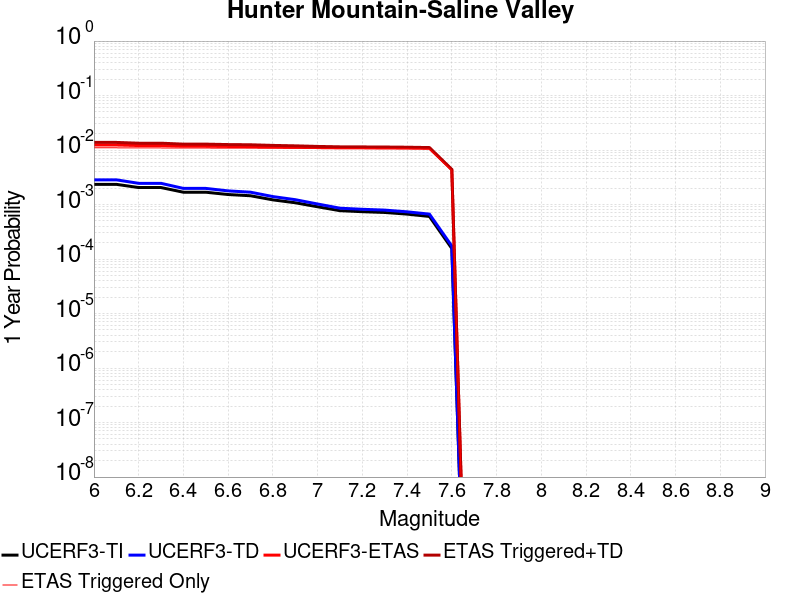 Hunter Mountain-Saline Valley
10^0
10^-1
10^-2
10^-3
10^-4
10^-5
10^-6
10^-7
10^-8
1 Year Probability
6 6.2 6.4 6.6 6.8 7 7.2 7.4 7.6 7.8 8 8.2 8.4 8.6 8.8 9
Magnitude
UCERF3-TI UCERF3-TD UCERF3-ETAS ETAS Triggered+TD
ETAS Triggered Only